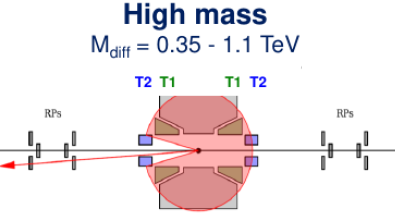 High mass
M_diff = 0.35 - 1.1 TeV
T2 T1 T1 T2
RPs RPs